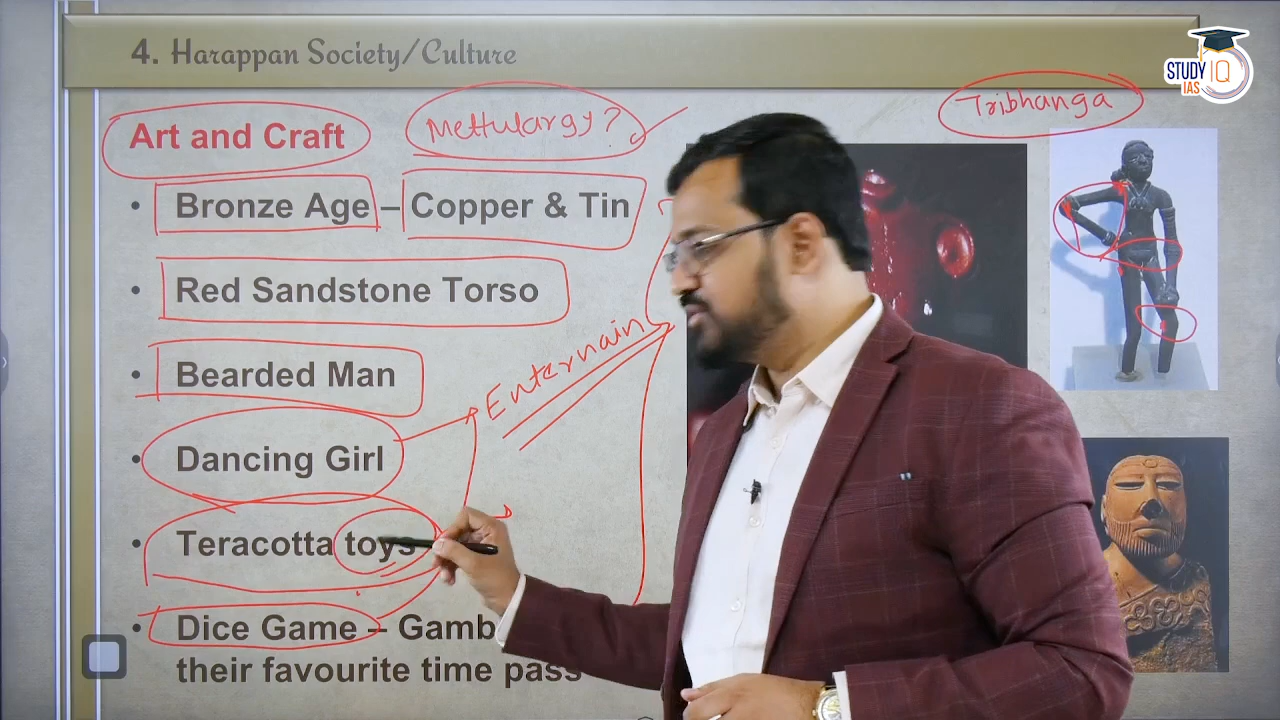 4. Harappan Society/Culture
STUDY IQ
IAS
Tribhanga
Art and Craft
Mettulargy?
• Bronze Age – Copper & Tin
• Red Sandstone Torso
• Bearded Man
Enternain
• Dancing Girl
• Teracotta toys
• Dice Game – Gamb
their favourite time pass